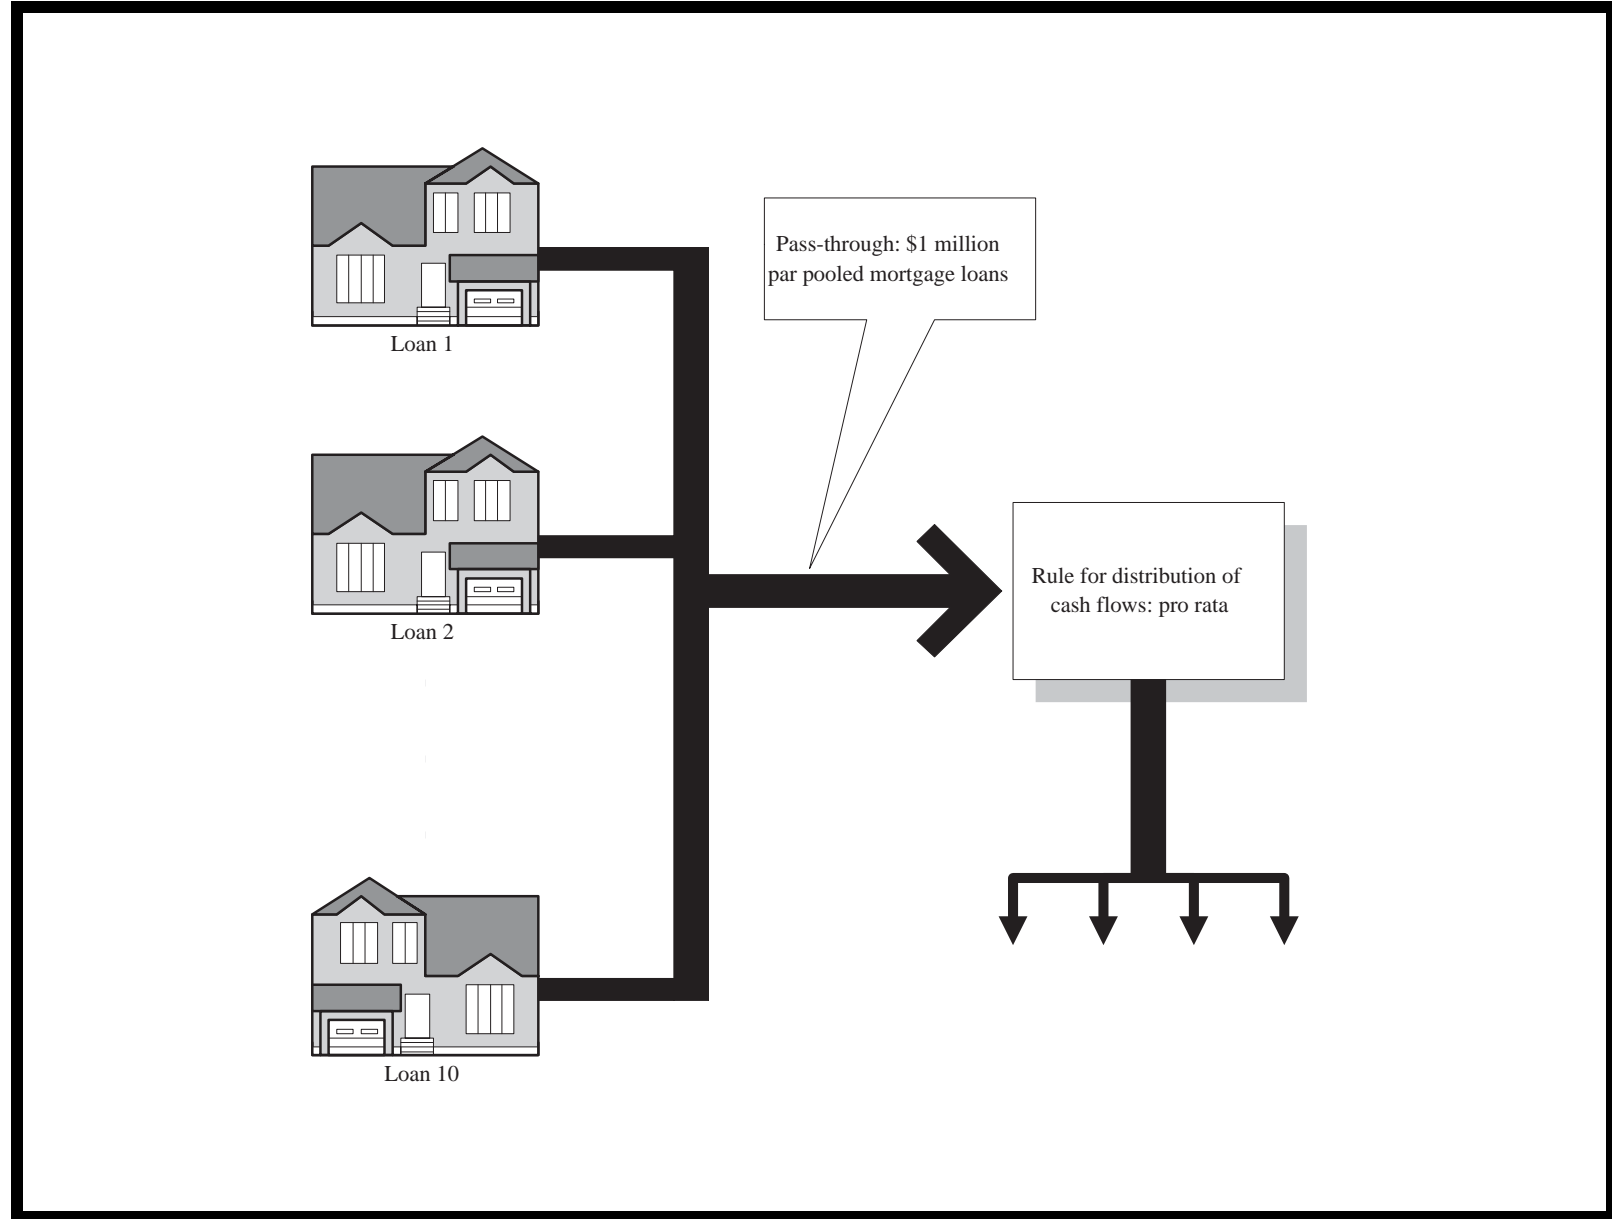 Pass-through: $1 million
par pooled mortgage loans
Loan 1
Rule for distribution of
cash flows: pro rata
Loan 2
Loan 10